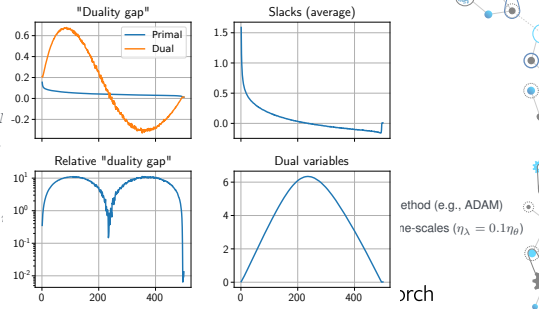 "Duality gap"
Slacks (average)
0.6
0.4
0.2
0.0
-0.2
Primal
Dual
1.5
1.0
0.5
0.0
Relative "duality gap"
Dual variables
10¹
10⁰
10⁻¹
10⁻²
0
200
400
6
4
2
0
0
200
400
ethod (e.g., ADAM)
ne-scales (η_λ = 0.1η_θ)
orch